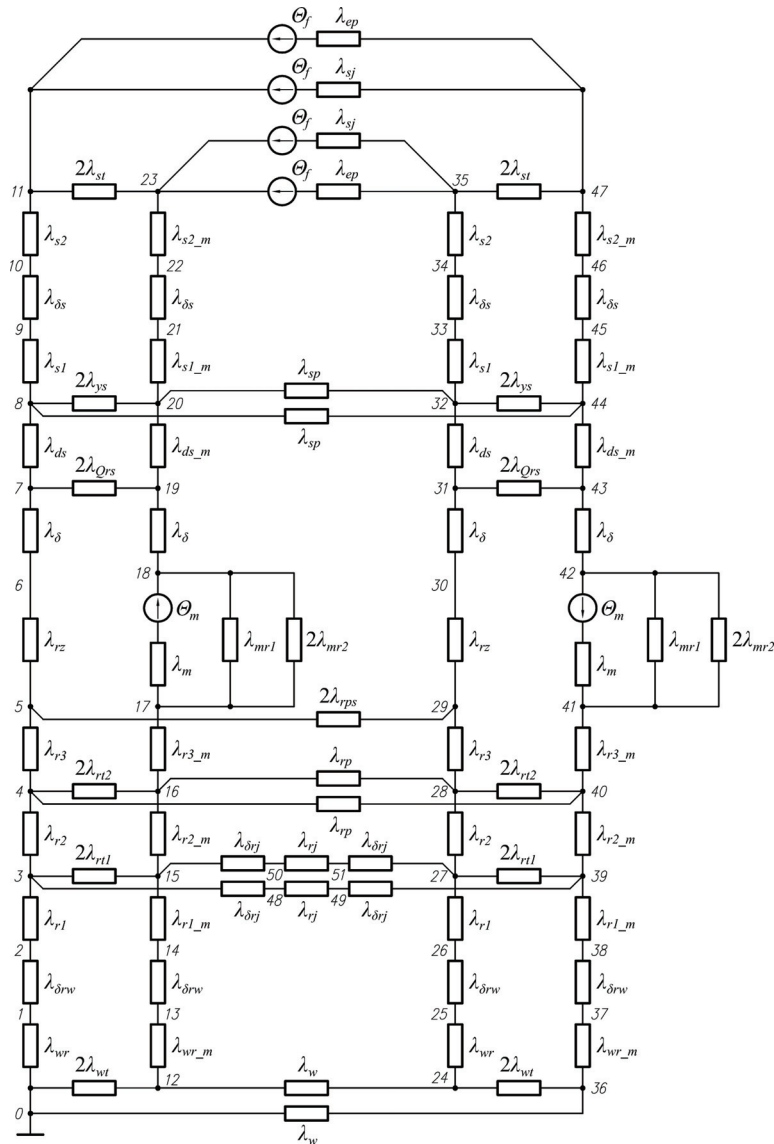 Θf λep
Θf λsj
Θf λsj
11 2λst 23 Θf λep 35 2λst 47
λs2 λs2_m λs2 λs2_m
10 22 34 46
λδs λδs λδs λδs
9 21 33 45
λs1 λs1_m λs1 λs1_m
8 2λys 20 λsp 32 2λys 44
λsp
λds λds_m λds λds_m
7 2λQrs 19 31 2λQrs 43
λδ λδ λδ λδ
6 18 30 42
Θm Θm
λrz λmr1 2λmr2 λrz λmr1 2λmr2
λm λm
5 17 2λrps 29 41
λr3 λr3_m λr3 λr3_m
4 2λrt2 16 λrp 28 2λrt2 40
λrp
λr2 λr2_m λr2 λr2_m
3 2λrt1 15 λδrj 50 λrj 51 λδrj 27 2λrt1 39
λδrj 48 λrj 49 λδrj
λr1 λr1_m λr1 λr1_m
2 14 26 38
λδrw λδrw λδrw λδrw
1 13 25 37
λwr λwr_m λwr λwr_m
2λwt 12 λw 24 2λwt 36
0 λw